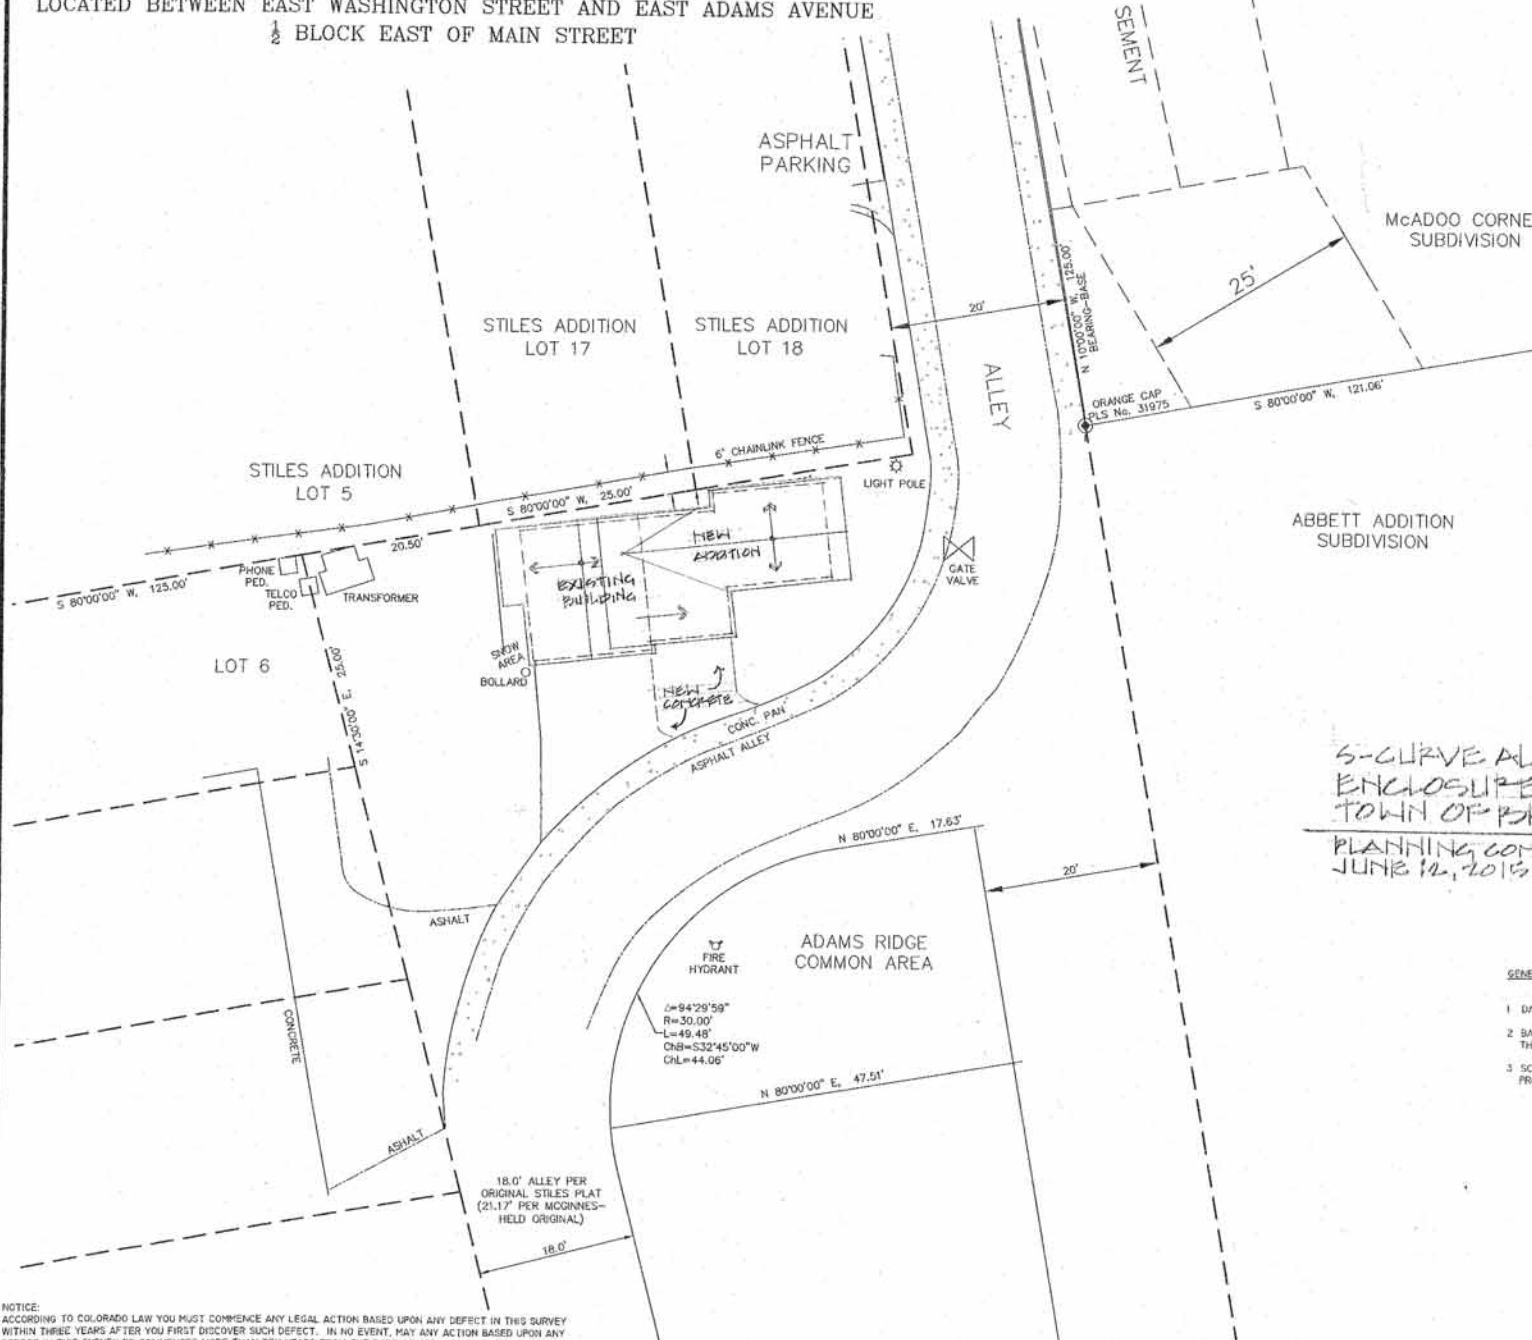 LOCATED BETWEEN EAST WASHINGTON STREET AND EAST ADAMS AVENUE
½ BLOCK EAST OF MAIN STREET
SEMENT
ASPHALT
PARKING
McADOO CORNE
SUBDIVISION
25'
20'
N 10°00'00" W, 125.00'
BEARING-BASE
STILES ADDITION
LOT 17
STILES ADDITION
LOT 18
ALLEY
ORANGE CAP
PLS No. 31975
S 80°00'00" W, 121.06'
6' CHAINLINK FENCE
STILES ADDITION
LOT 5
LIGHT POLE
S 80°00'00" W, 25.00'
20.50'
ABBETT ADDITION
SUBDIVISION
NEW
ADDITION
EXISTING
BUILDING
GATE
VALVE
PHONE
PED.
TELCO
PED.
TRANSFORMER
S 80°00'00" W, 125.00'
LOT 6
S 14°30'00" E, 25.00'
SNOW
AREA
BOLLARD
NEW
CONCRETE
CONC. PAN
ASPHALT ALLEY
S-CURVE AL
ENCLOSURE
TOWN OF
PLANNING COM
JUNE 12, 2015
N 80°00'00" E, 17.63'
20'
ASHALT
FIRE
HYDRANT
ADAMS RIDGE
COMMON AREA
GENE
Δ=94°29'59"
R=30.00'
L=49.48'
ChB=S32°45'00"W
ChL=44.06'
1 DA
2 BA
TH
3 SC
PR
CONCRETE
N 80°00'00" E, 47.51'
ASHALT
18.0' ALLEY PER
ORIGINAL STILES PLAT
(21.17' PER MCGINNES-
HELD ORIGINAL)
18.0'
NOTICE:
ACCORDING TO COLORADO LAW YOU MUST COMMENCE ANY LEGAL ACTION BASED UPON ANY DEFECT IN THIS SURVEY
WITHIN THREE YEARS AFTER YOU FIRST DISCOVER SUCH DEFECT. IN NO EVENT, MAY ANY ACTION BASED UPON ANY